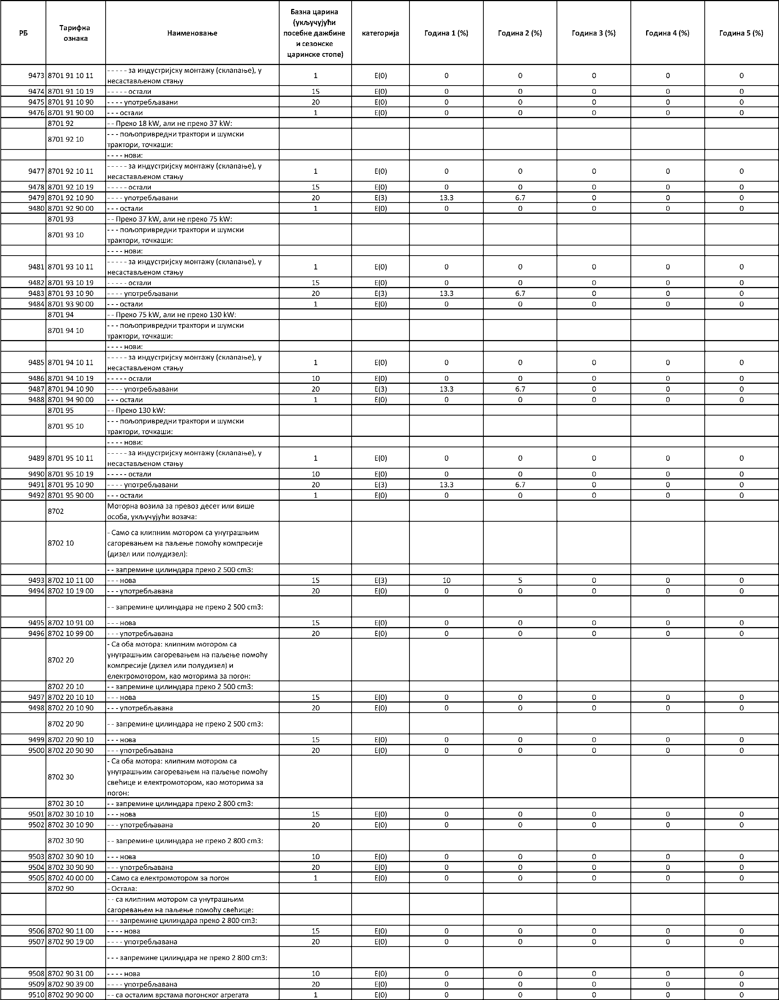 РБ Тарифна ознака Наименовање Базна царина (укључујући посебне дажбине и сезонске царинске стопе) категорија Година 1 (%) Година 2 (%) Година 3 (%) Година 4 (%) Година 5 (%)
9473 8701 91 10 11 - - - - - за индустријску монтажу (склапање), у несастављеном стању 1 Е(0) 0 0 0 0 0
9474 8701 91 10 19 - - - - - остали 15 Е(0) 0 0 0 0 0
9475 8701 91 10 90 - - - - употребљавани 20 Е(0) 0 0 0 0 0
9476 8701 91 90 00 - - - остали 1 Е(0) 0 0 0 0 0
8701 92 - - Преко 18 kW, али не преко 37 kW:
8701 92 10 - - - пољопривредни трактори и шумски трактори, точкаши:
- - - - нови:
9477 8701 92 10 11 - - - - - за индустријску монтажу (склапање), у несастављеном стању 1 Е(0) 0 0 0 0 0
9478 8701 92 10 19 - - - - - остали 15 Е(0) 0 0 0 0 0
9479 8701 92 10 90 - - - - употребљавани 20 Е(3) 13.3 6.7 0 0 0
9480 8701 92 90 00 - - - остали 1 Е(0) 0 0 0 0 0
8701 93 - - Преко 37 kW, али не преко 75 kW:
8701 93 10 - - - пољопривредни трактори и шумски трактори, точкаши:
- - - - нови:
9481 8701 93 10 11 - - - - - за индустријску монтажу (склапање), у несастављеном стању 1 Е(0) 0 0 0 0 0
9482 8701 93 10 19 - - - - - остали 15 Е(0) 0 0 0 0 0
9483 8701 93 10 90 - - - - употребљавани 20 Е(3) 13.3 6.7 0 0 0
9484 8701 93 90 00 - - - остали 1 Е(0) 0 0 0 0 0
8701 94 - - Преко 75 kW, али не преко 130 kW:
8701 94 10 - - - пољопривредни трактори и шумски трактори, точкаши:
- - - - нови:
9485 8701 94 10 11 - - - - - за индустријску монтажу (склапање), у несастављеном стању 1 Е(0) 0 0 0 0 0
9486 8701 94 10 19 - - - - - остали 10 Е(0) 0 0 0 0 0
9487 8701 94 10 90 - - - - употребљавани 20 Е(3) 13.3 6.7 0 0 0
9488 8701 94 90 00 - - - остали 1 Е(0) 0 0 0 0 0
8701 95 - - Преко 130 kW:
8701 95 10 - - - пољопривредни трактори и шумски трактори, точкаши:
- - - - нови:
9489 8701 95 10 11 - - - - - за индустријску монтажу (склапање), у несастављеном стању 1 Е(0) 0 0 0 0 0
9490 8701 95 10 19 - - - - - остали 10 Е(0) 0 0 0 0 0
9491 8701 95 10 90 - - - - употребљавани 20 Е(3) 13.3 6.7 0 0 0
9492 8701 95 90 00 - - - остали 1 Е(0) 0 0 0 0 0
8702 Моторна возила за превоз десет или више особа, укључујући возача:
8702 10 - Само са клипним мотором са унутрашњим сагоревањем на паљење помоћу компресије (дизел или полудизел):
- - запремине цилиндара преко 2 500 cm3:
9493 8702 10 11 00 - - - нова 15 Е(3) 10 5 0 0 0
9494 8702 10 19 00 - - - употребљавана 20 Е(0) 0 0 0 0 0
- - запремине цилиндара не преко 2 500 cm3:
9495 8702 10 91 00 - - - нова 15 Е(0) 0 0 0 0 0
9496 8702 10 99 00 - - - употребљавана 20 Е(0) 0 0 0 0 0
8702 20 - Са оба мотора: клипним мотором са унутрашњим сагоревањем на паљење помоћу компресије (дизел или полудизел) и електромотором, као моторима за погон:
8702 20 10 - - запремине цилиндара преко 2 500 cm3:
9497 8702 20 10 10 - - - нова 15 Е(0) 0 0 0 0 0
9498 8702 20 10 90 - - - употребљавана 20 Е(0) 0 0 0 0 0
8702 20 90 - - запремине цилиндара не преко 2 500 cm3:
9499 8702 20 90 10 - - - нова 15 Е(0) 0 0 0 0 0
9500 8702 20 90 90 - - - употребљавана 20 Е(0) 0 0 0 0 0
8702 30 - Са оба мотора: клипним мотором са унутрашњим сагоревањем на паљење помоћу свећице и електромотором, као моторима за погон:
8702 30 10 - - запремине цилиндара преко 2 800 cm3:
9501 8702 30 10 10 - - - нова 15 Е(0) 0 0 0 0 0
9502 8702 30 10 90 - - - употребљавана 20 Е(0) 0 0 0 0 0
8702 30 90 - - запремине цилиндара не преко 2 800 cm3:
9503 8702 30 90 10 - - - нова 10 Е(0) 0 0 0 0 0
9504 8702 30 90 90 - - - употребљавана 20 Е(0) 0 0 0 0 0
9505 8702 40 00 00 - Само са електромотором за погон 1 Е(0) 0 0 0 0 0
8702 90 - Остала:
- - са клипним мотором са унутрашњим сагоревањем на паљење помоћу свећице:
- - - запремине цилиндара преко 2 800 cm3:
9506 8702 90 11 00 - - - - нова 15 Е(0) 0 0 0 0 0
9507 8702 90 19 00 - - - - употребљавана 20 Е(0) 0 0 0 0 0
- - - запремине цилиндара не преко 2 800 cm3:
9508 8702 90 31 00 - - - - нова 10 Е(0) 0 0 0 0 0
9509 8702 90 39 00 - - - - употребљавана 20 Е(0) 0 0 0 0 0
9510 8702 90 90 00 - - са осталим врстама погонског агрегата 1 Е(0) 0 0 0 0 0